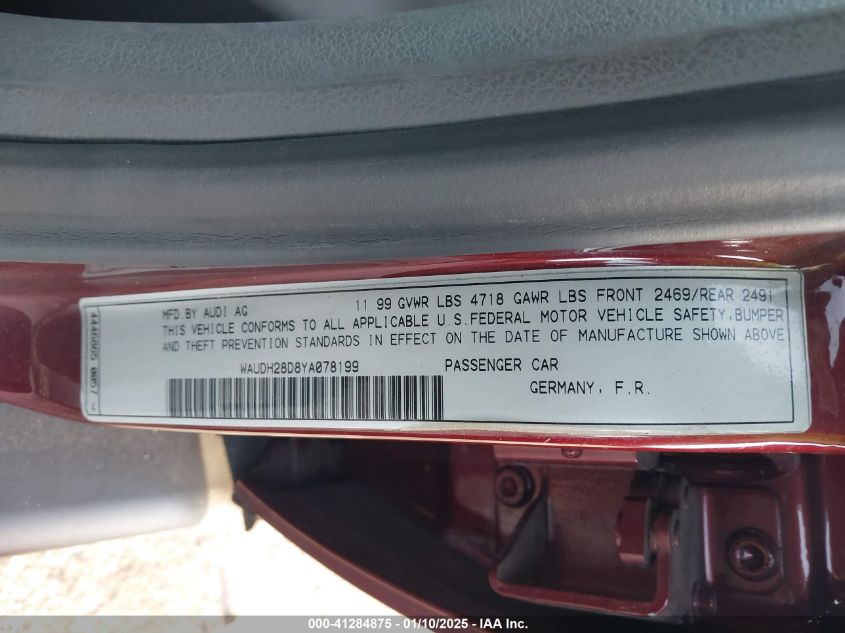 MFD.BY AUDI AG 11 99 GVWR LBS 4718 GAWR LBS FRONT 2469/REAR 2491
THIS VEHICLE CONFORMS TO ALL APPLICABLE U.S.FEDERAL MOTOR VEHICLE SAFETY,BUMPER
AND THEFT PREVENTION STANDARDS IN EFFECT ON THE DATE OF MANUFACTURE SHOWN ABOVE
WAUDH28D8YA078199 PASSENGER CAR
GERMANY, F.R.
000-41284875 - 01/10/2025 - IAA Inc.